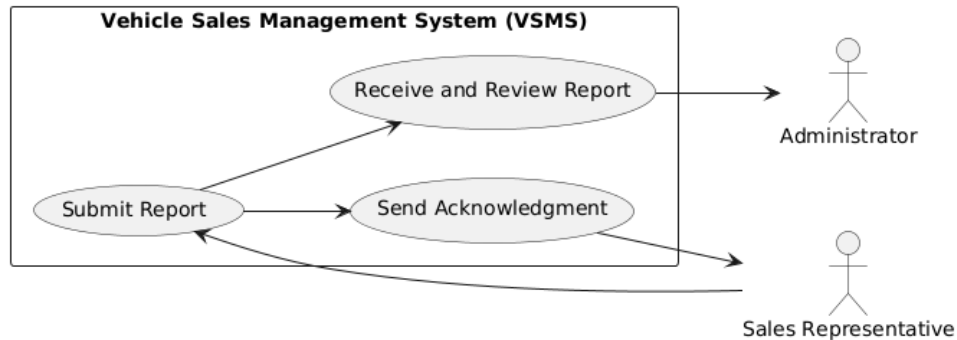 Vehicle Sales Management System (VSMS)
Receive and Review Report
Administrator
Submit Report
Send Acknowledgment
Sales Representative